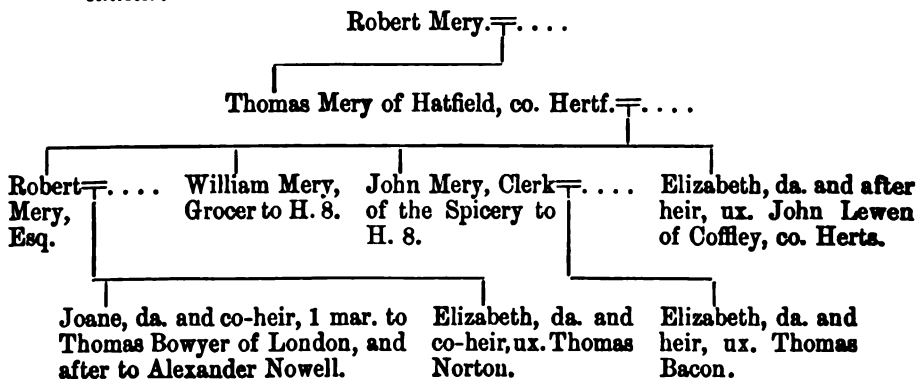 Robert Mery.╤....
Thomas Mery of Hatfield, co. Hertf.╤....
Robert╤....
Mery,
Esq.
William Mery,
Grocer to H. 8.
John Mery, Clerk╤....
of the Spicery to
H. 8.
Elizabeth, da. and after
heir, ux. John Lewen
of Coffley, co. Herts.
Joane, da. and co-heir, 1 mar. to
Thomas Bowyer of London, and
after to Alexander Nowell.
Elizabeth, da. and
co-heir, ux. Thomas
Norton.
Elizabeth, da. and
heir, ux. Thomas
Bacon.